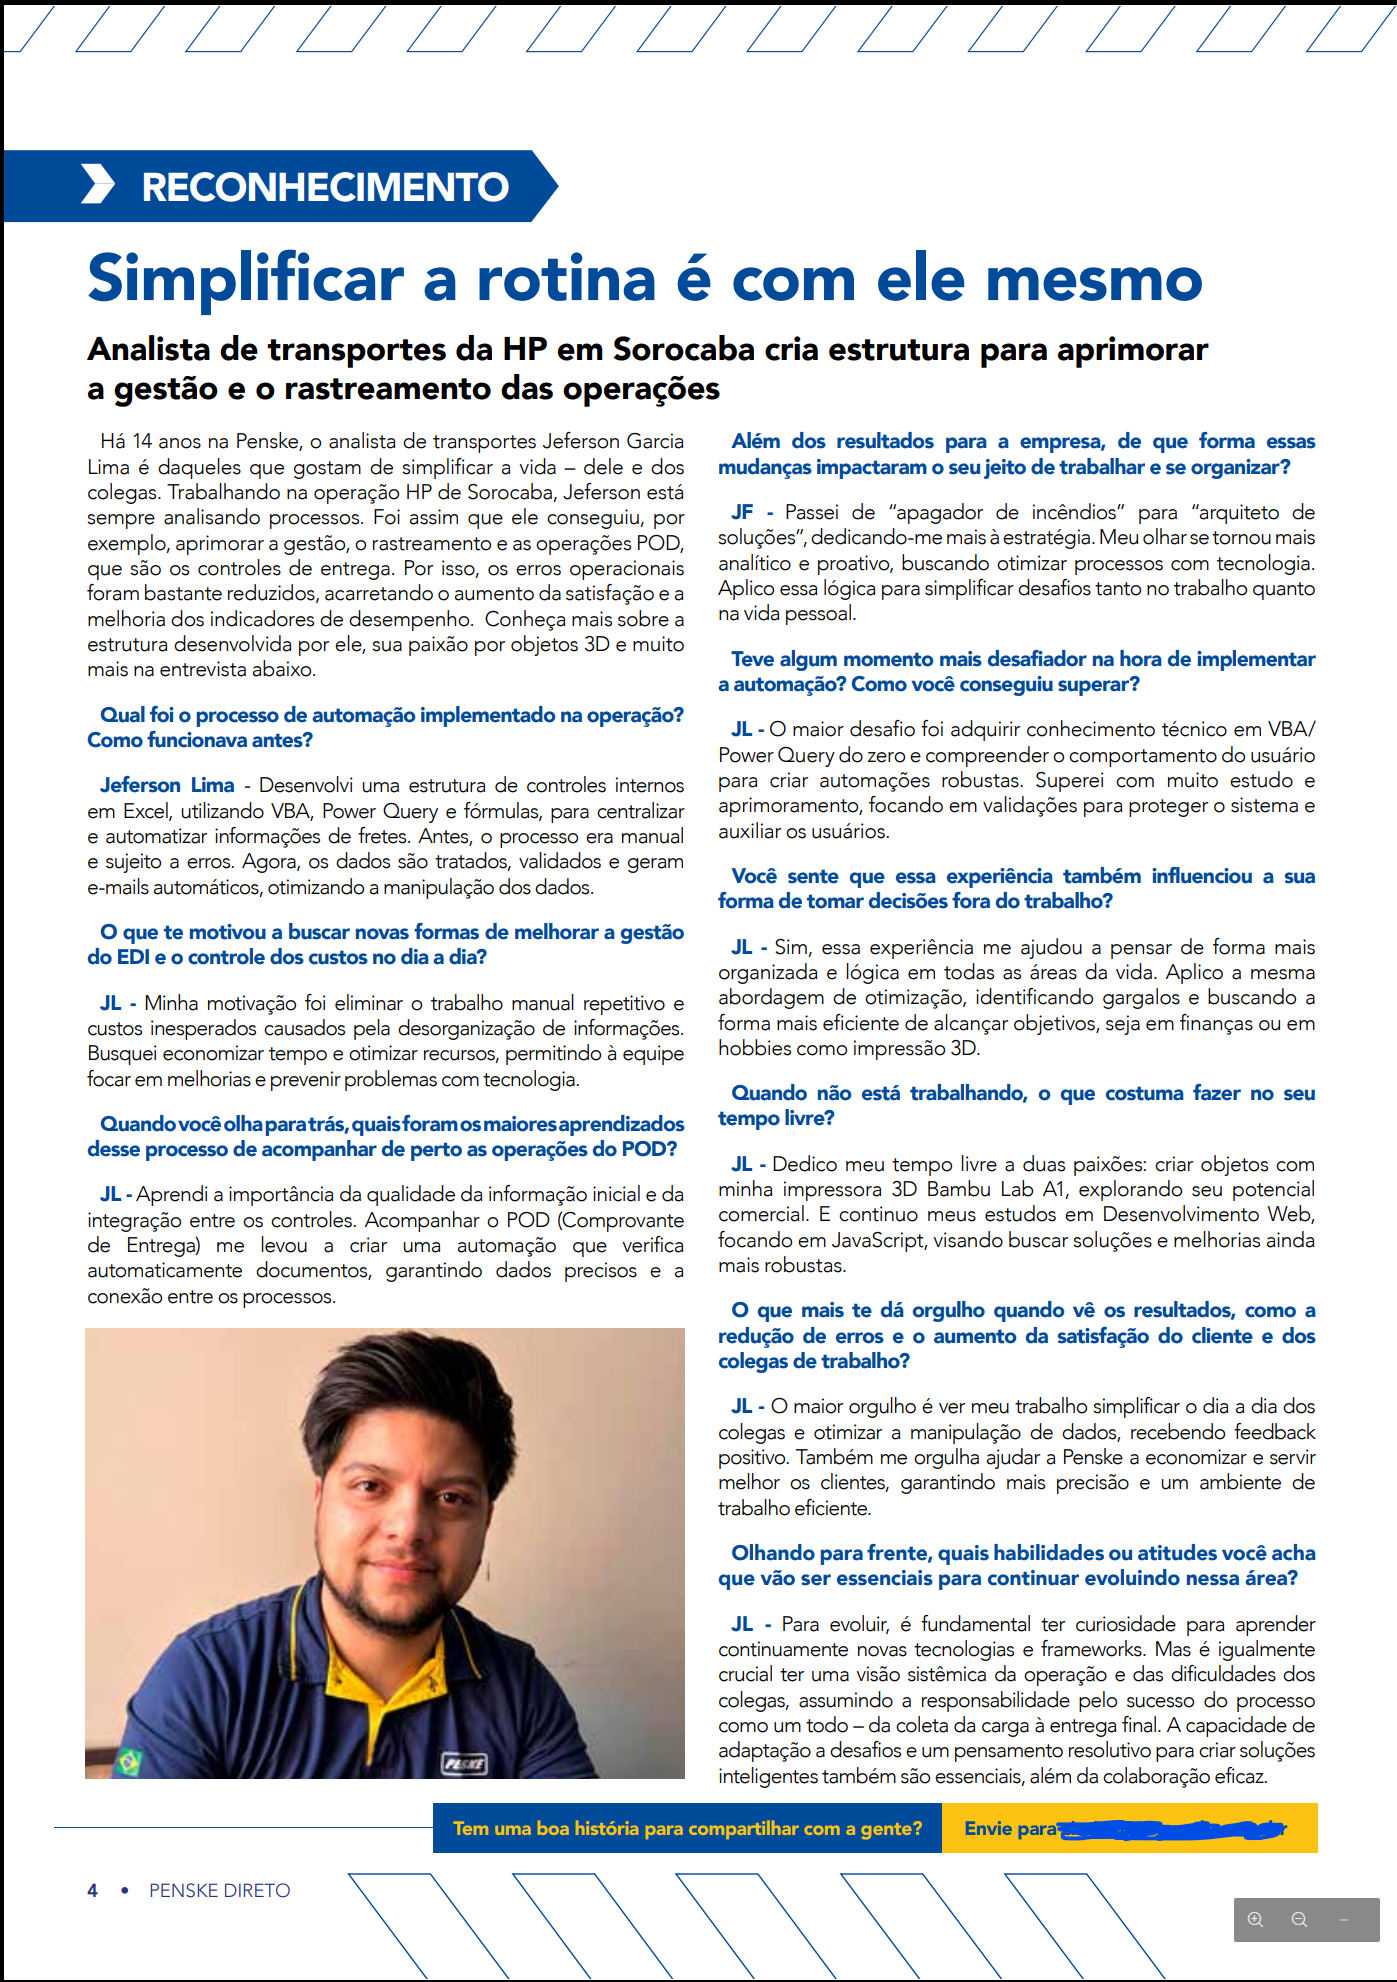 RECONHECIMENTO
Simplificar a rotina é com ele mesmo
Analista de transportes da HP em Sorocaba cria estrutura para aprimorar
a gestão e o rastreamento das operações
Há 14 anos na Penske, o analista de transportes Jeferson Garcia
Lima é daqueles que gostam de simplificar a vida – dele e dos
colegas. Trabalhando na operação HP de Sorocaba, Jeferson está
sempre analisando processos. Foi assim que ele conseguiu, por
exemplo, aprimorar a gestão, o rastreamento e as operações POD,
que são os controles de entrega. Por isso, os erros operacionais
foram bastante reduzidos, acarretando o aumento da satisfação e a
melhoria dos indicadores de desempenho.  Conheça mais sobre a
estrutura desenvolvida por ele, sua paixão por objetos 3D e muito
mais na entrevista abaixo.
Qual foi o processo de automação implementado na operação?
Como funcionava antes?
Jeferson Lima - Desenvolvi uma estrutura de controles internos
em Excel, utilizando VBA, Power Query e fórmulas, para centralizar
e automatizar informações de fretes. Antes, o processo era manual
e sujeito a erros. Agora, os dados são tratados, validados e geram
e-mails automáticos, otimizando a manipulação dos dados.
O que te motivou a buscar novas formas de melhorar a gestão
do EDI e o controle dos custos no dia a dia?
JL - Minha motivação foi eliminar o trabalho manual repetitivo e
custos inesperados causados pela desorganização de informações.
Busquei economizar tempo e otimizar recursos, permitindo à equipe
focar em melhorias e prevenir problemas com tecnologia.
Quando você olha para trás, quais foram os maiores aprendizados
desse processo de acompanhar de perto as operações do POD?
JL - Aprendi a importância da qualidade da informação inicial e da
integração entre os controles. Acompanhar o POD (Comprovante
de Entrega) me levou a criar uma automação que verifica
automaticamente documentos, garantindo dados precisos e a
conexão entre os processos.
PENSKE
Além dos resultados para a empresa, de que forma essas
mudanças impactaram o seu jeito de trabalhar e se organizar?
JF - Passei de “apagador de incêndios” para “arquiteto de
soluções”, dedicando-me mais à estratégia. Meu olhar se tornou mais
analítico e proativo, buscando otimizar processos com tecnologia.
Aplico essa lógica para simplificar desafios tanto no trabalho quanto
na vida pessoal.
Teve algum momento mais desafiador na hora de implementar
a automação? Como você conseguiu superar?
JL - O maior desafio foi adquirir conhecimento técnico em VBA/
Power Query do zero e compreender o comportamento do usuário
para criar automações robustas. Superei com muito estudo e
aprimoramento, focando em validações para proteger o sistema e
auxiliar os usuários.
Você sente que essa experiência também influenciou a sua
forma de tomar decisões fora do trabalho?
JL - Sim, essa experiência me ajudou a pensar de forma mais
organizada e lógica em todas as áreas da vida. Aplico a mesma
abordagem de otimização, identificando gargalos e buscando a
forma mais eficiente de alcançar objetivos, seja em finanças ou em
hobbies como impressão 3D.
Quando não está trabalhando, o que costuma fazer no seu
tempo livre?
JL - Dedico meu tempo livre a duas paixões: criar objetos com
minha impressora 3D Bambu Lab A1, explorando seu potencial
comercial. E continuo meus estudos em Desenvolvimento Web,
focando em JavaScript, visando buscar soluções e melhorias ainda
mais robustas.
O que mais te dá orgulho quando vê os resultados, como a
redução de erros e o aumento da satisfação do cliente e dos
colegas de trabalho?
JL - O maior orgulho é ver meu trabalho simplificar o dia a dia dos
colegas e otimizar a manipulação de dados, recebendo feedback
positivo. Também me orgulha ajudar a Penske a economizar e servir
melhor os clientes, garantindo mais precisão e um ambiente de
trabalho eficiente.
Olhando para frente, quais habilidades ou atitudes você acha
que vão ser essenciais para continuar evoluindo nessa área?
JL - Para evoluir, é fundamental ter curiosidade para aprender
continuamente novas tecnologias e frameworks. Mas é igualmente
crucial ter uma visão sistêmica da operação e das dificuldades dos
colegas, assumindo a responsabilidade pelo sucesso do processo
como um todo – da coleta da carga à entrega final. A capacidade de
adaptação a desafios e um pensamento resolutivo para criar soluções
inteligentes também são essenciais, além da colaboração eficaz.
Tem uma boa história para compartilhar com a gente? Envie para
4 • PENSKE DIRETO